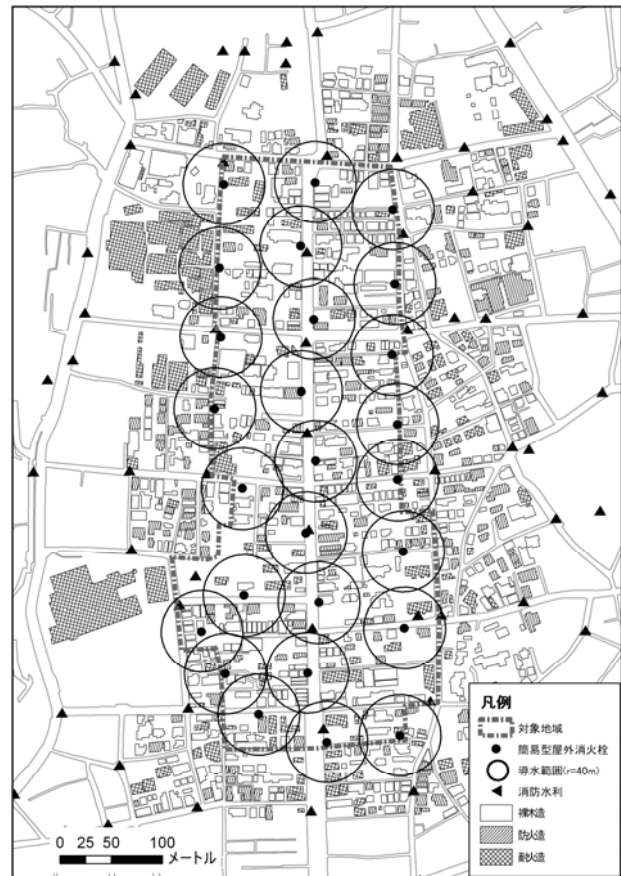 凡例
対象地域
簡易型屋外消火栓
導水範囲(r=40m)
消防水利
裸木造
防火造
耐火造
0 25 50 100
メートル